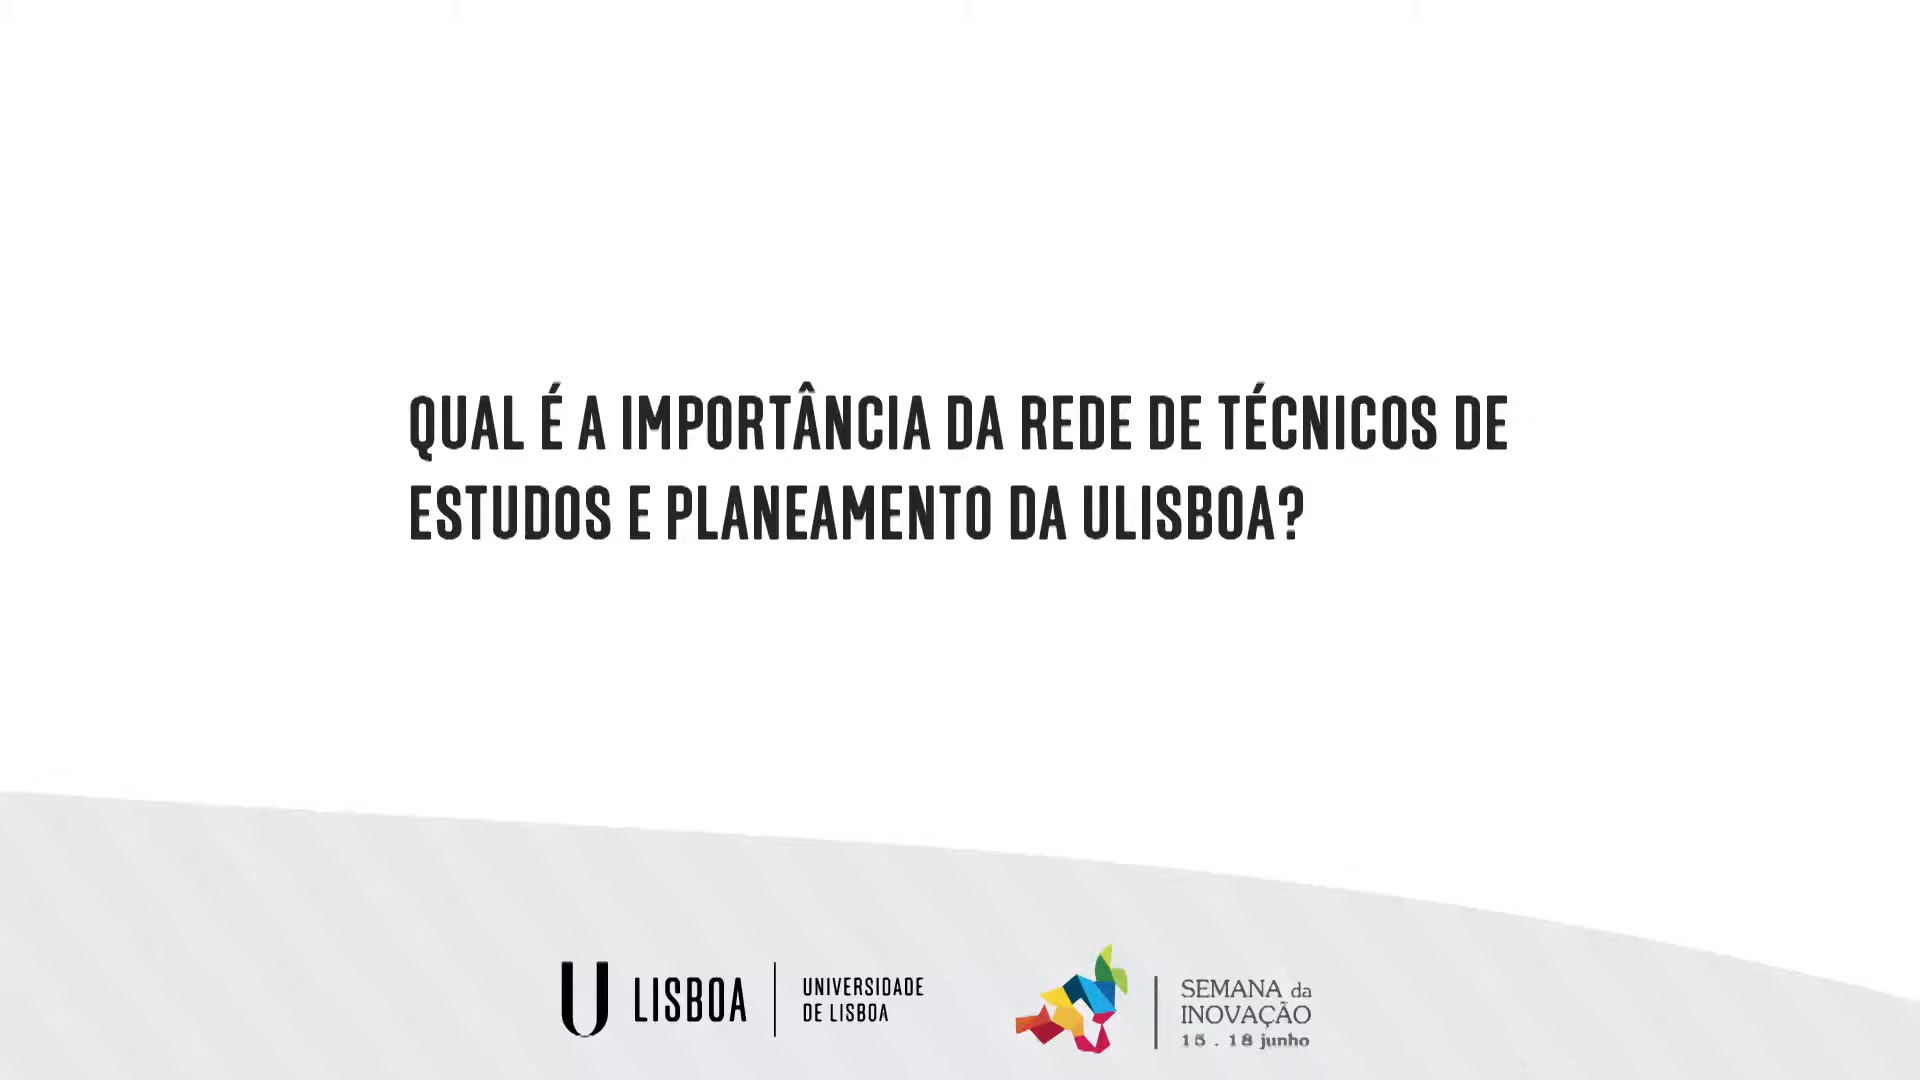 QUAL É A IMPORTÂNCIA DA REDE DE TÉCNICOS DE
ESTUDOS E PLANEAMENTO DA ULISBOA?
U LISBOA
UNIVERSIDADE
DE LISBOA
SEMANA da
INOVAÇÃO
15 . 18 junho